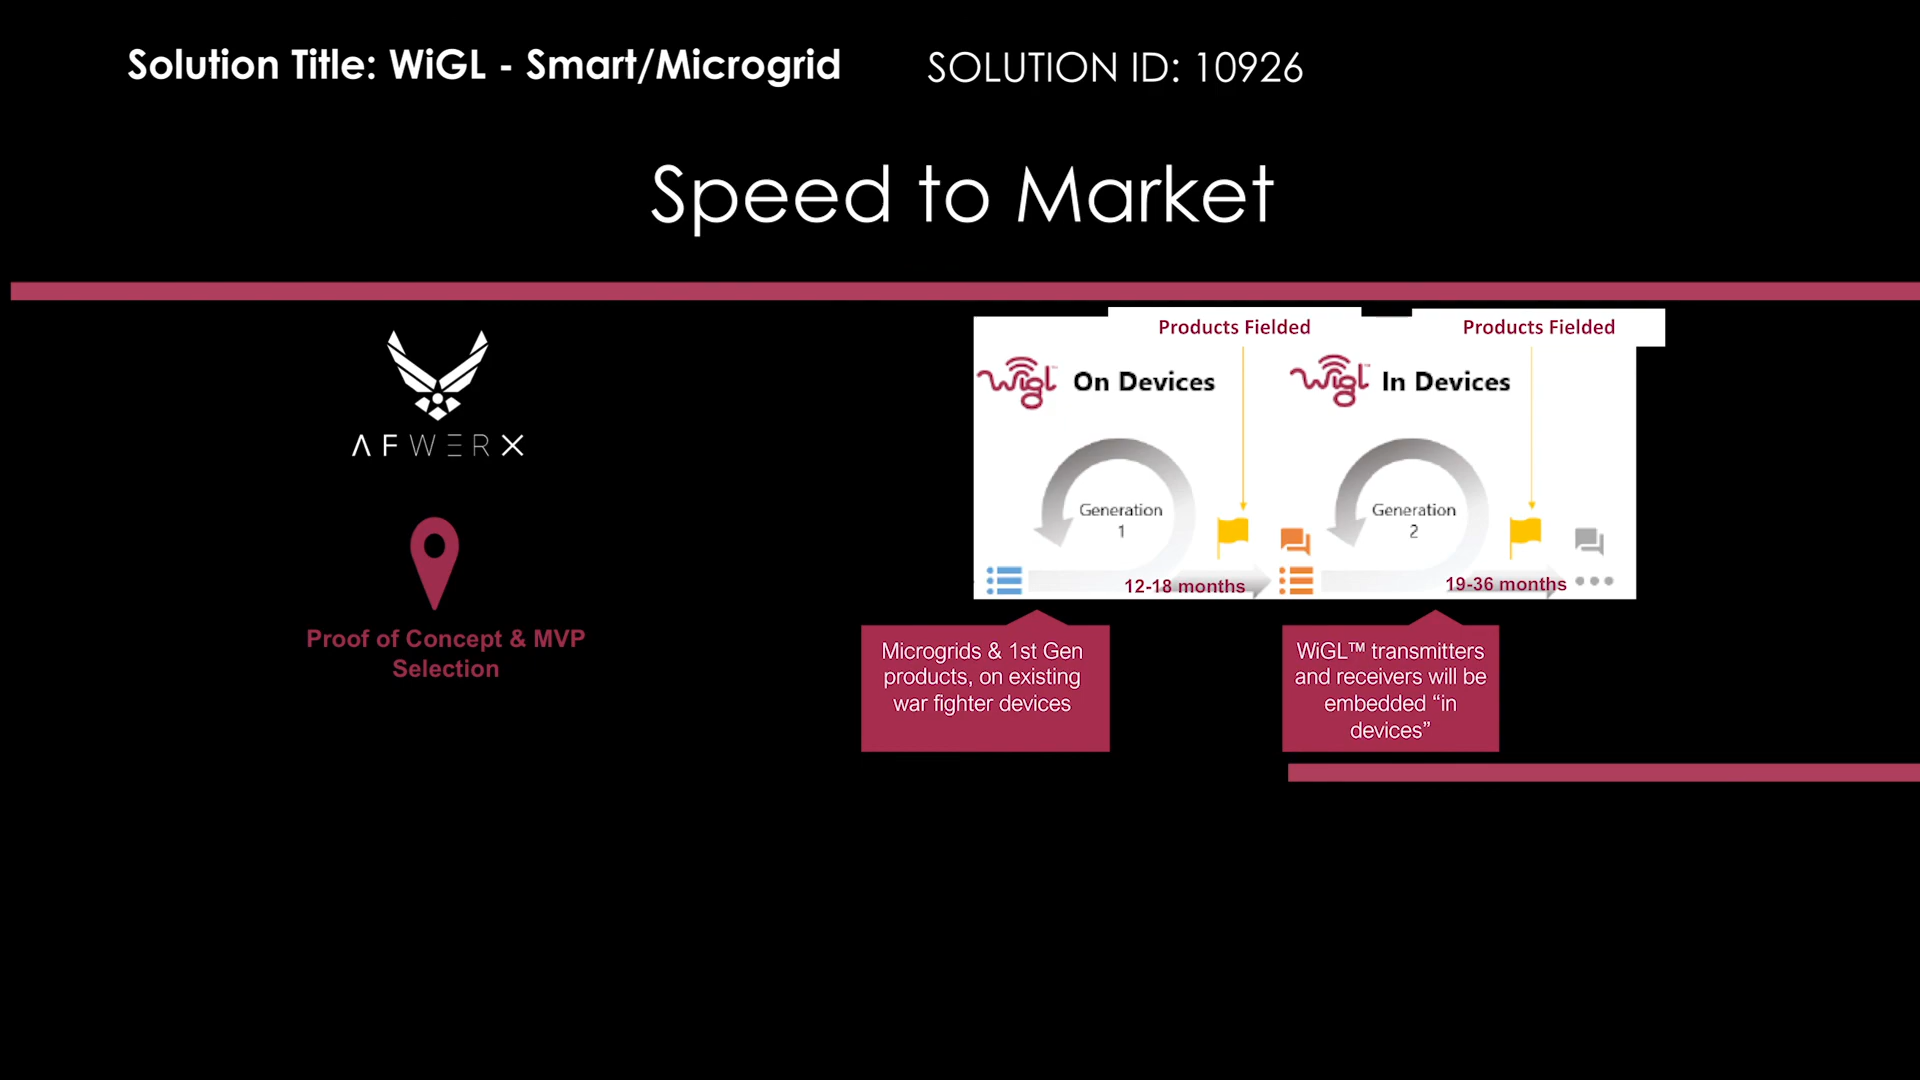 Solution Title: WiGL - Smart/Microgrid
SOLUTION ID: 10926
Speed to Market
AFWERX
Proof of Concept & MVP
Selection
Products Fielded
Products Fielded
wigl™ On Devices
wigl™ In Devices
Generation
1
Generation
2
12-18 months
19-36 months
Microgrids & 1st Gen
products, on existing
war fighter devices
WiGL™ transmitters
and receivers will be
embedded “in
devices”